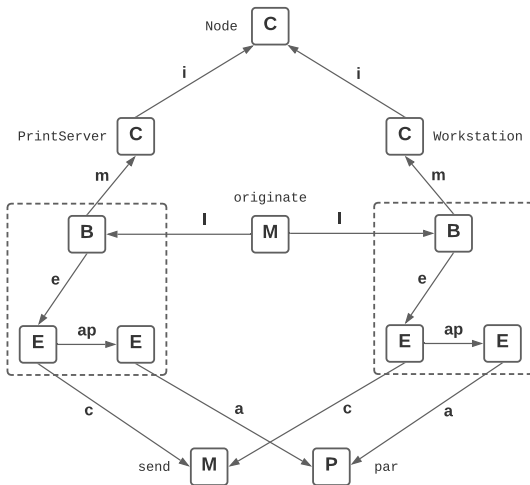 Node C
i i
PrintServer C C Workstation
m originate m
B l M l B
e e
E ap E E ap E
c a c a
send M P par